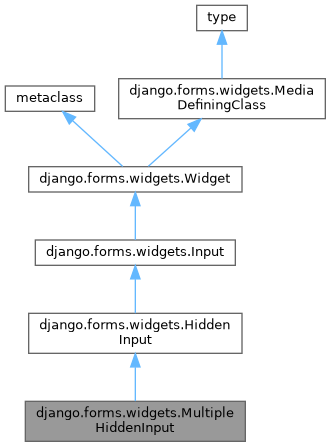 type
metaclass
django.forms.widgets.Media
DefiningClass
django.forms.widgets.Widget
django.forms.widgets.Input
django.forms.widgets.Hidden
Input
django.forms.widgets.Multiple
HiddenInput